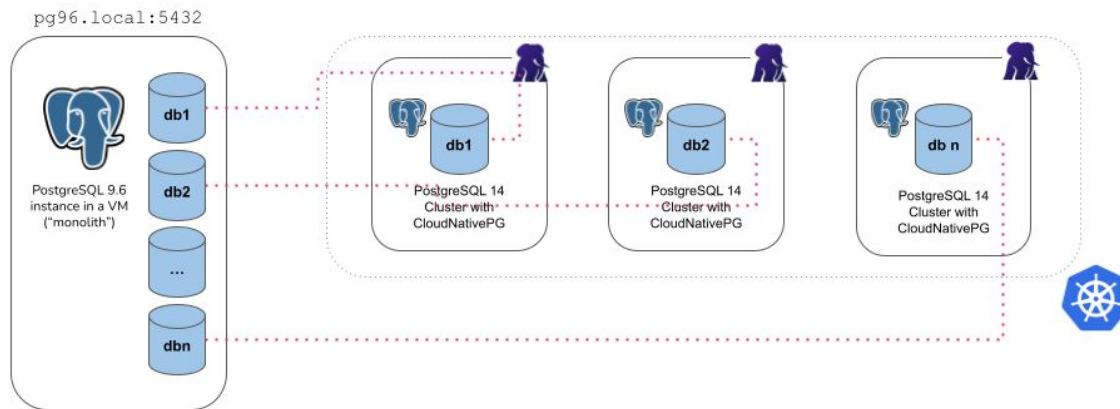 pg96.local:5432
db1
db2
...
dbn
PostgreSQL 9.6
instance in a VM
(“monolith”)
db1
PostgreSQL 14
Cluster with
CloudNativePG
db2
PostgreSQL 14
Cluster with
CloudNativePG
db n
PostgreSQL 14
Cluster with
CloudNativePG